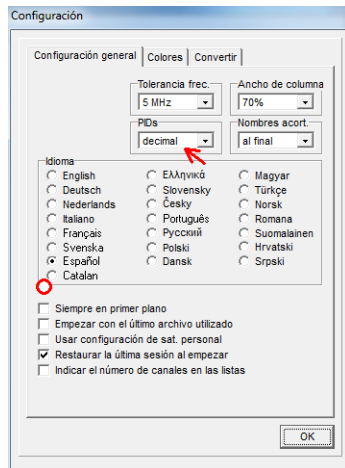 Configuración
Configuración general Colores Convertir
Tolerancia frec. Ancho de columna
5 MHz 70%
PIDs Nombres acort.
decimal al final
Idioma
English Ελληνικά Magyar
Deutsch Slovensky Türkçe
Nederlands Česky Norsk
Italiano Português Romana
Français Русский Suomalainen
Svenska Polski Hrvatski
Español Dansk Srpski
Catalan
Siempre en primer plano
Empezar con el último archivo utilizado
Usar configuración de sat. personal
Restaurar la última sesión al empezar
Indicar el número de canales en las listas
OK